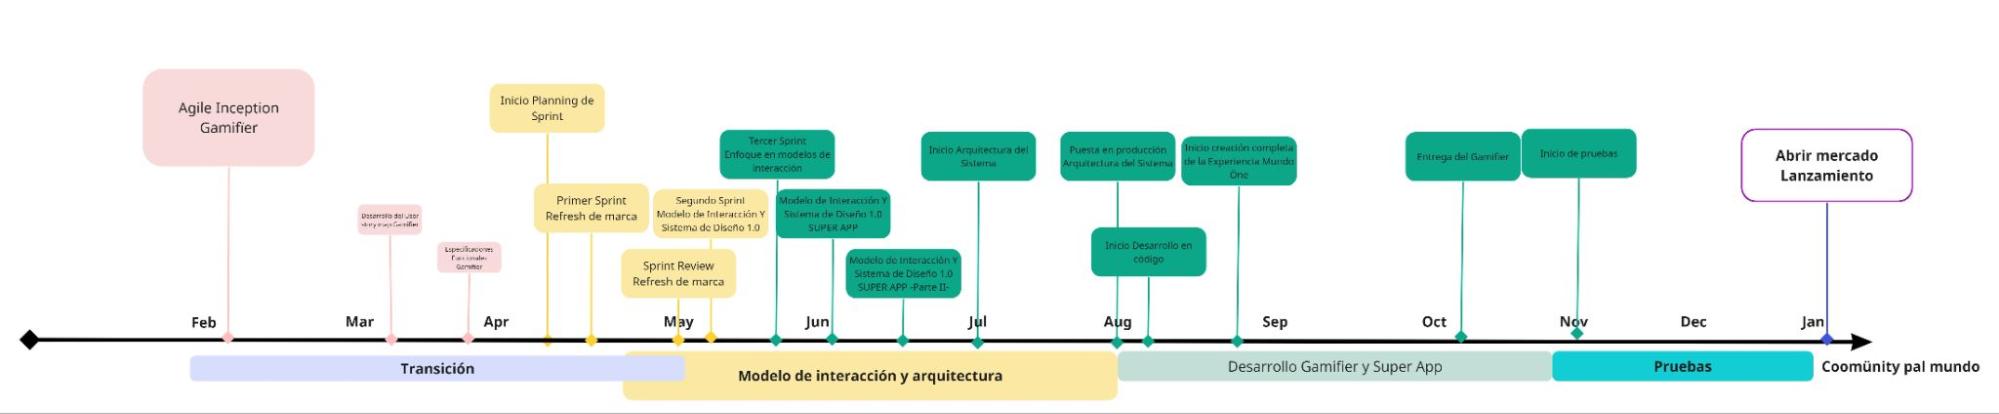 Agile Inception
Gamifier
Desarrollo del User
story map Gamifier
Especificaciones
Funcionales
Gamifier
Inicio Planning de
Sprint
Primer Sprint
Refresh de marca
Sprint Review
Refresh de marca
Segundo Sprint
Modelo de Interacción Y
Sistema de Diseño 1.0
Tercer Sprint
Enfoque en modelos de
interacción
Modelo de Interacción Y
Sistema de Diseño 1.0
SUPER APP
Modelo de Interacción Y
Sistema de Diseño 1.0
SUPER APP -Parte II-
Inicio Arquitectura del
Sistema
Puesta en producción
Arquitectura del Sistema
Inicio Desarrollo en
código
Inicio creación completa
de la Experiencia Mundo
Öne
Entrega del Gamifier
Inicio de pruebas
Abrir mercado
Lanzamiento
Feb
Mar
Apr
May
Jun
Jul
Aug
Sep
Oct
Nov
Dec
Jan
Transición
Modelo de interacción y arquitectura
Desarrollo Gamifier y Super App
Pruebas
Coomünity pal mundo